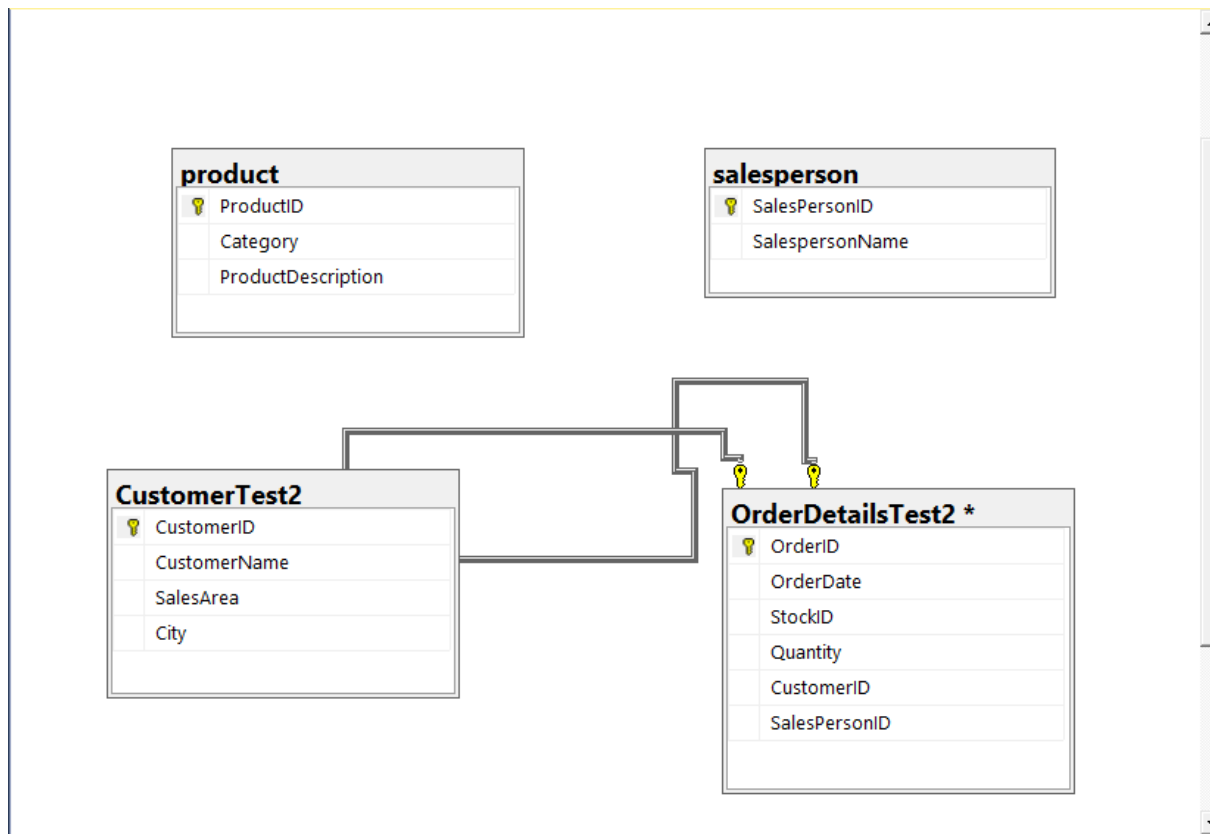 product
ProductID
Category
ProductDescription
salesperson
SalesPersonID
SalespersonName
CustomerTest2
CustomerID
CustomerName
SalesArea
City
OrderDetailsTest2 *
OrderID
OrderDate
StockID
Quantity
CustomerID
SalesPersonID